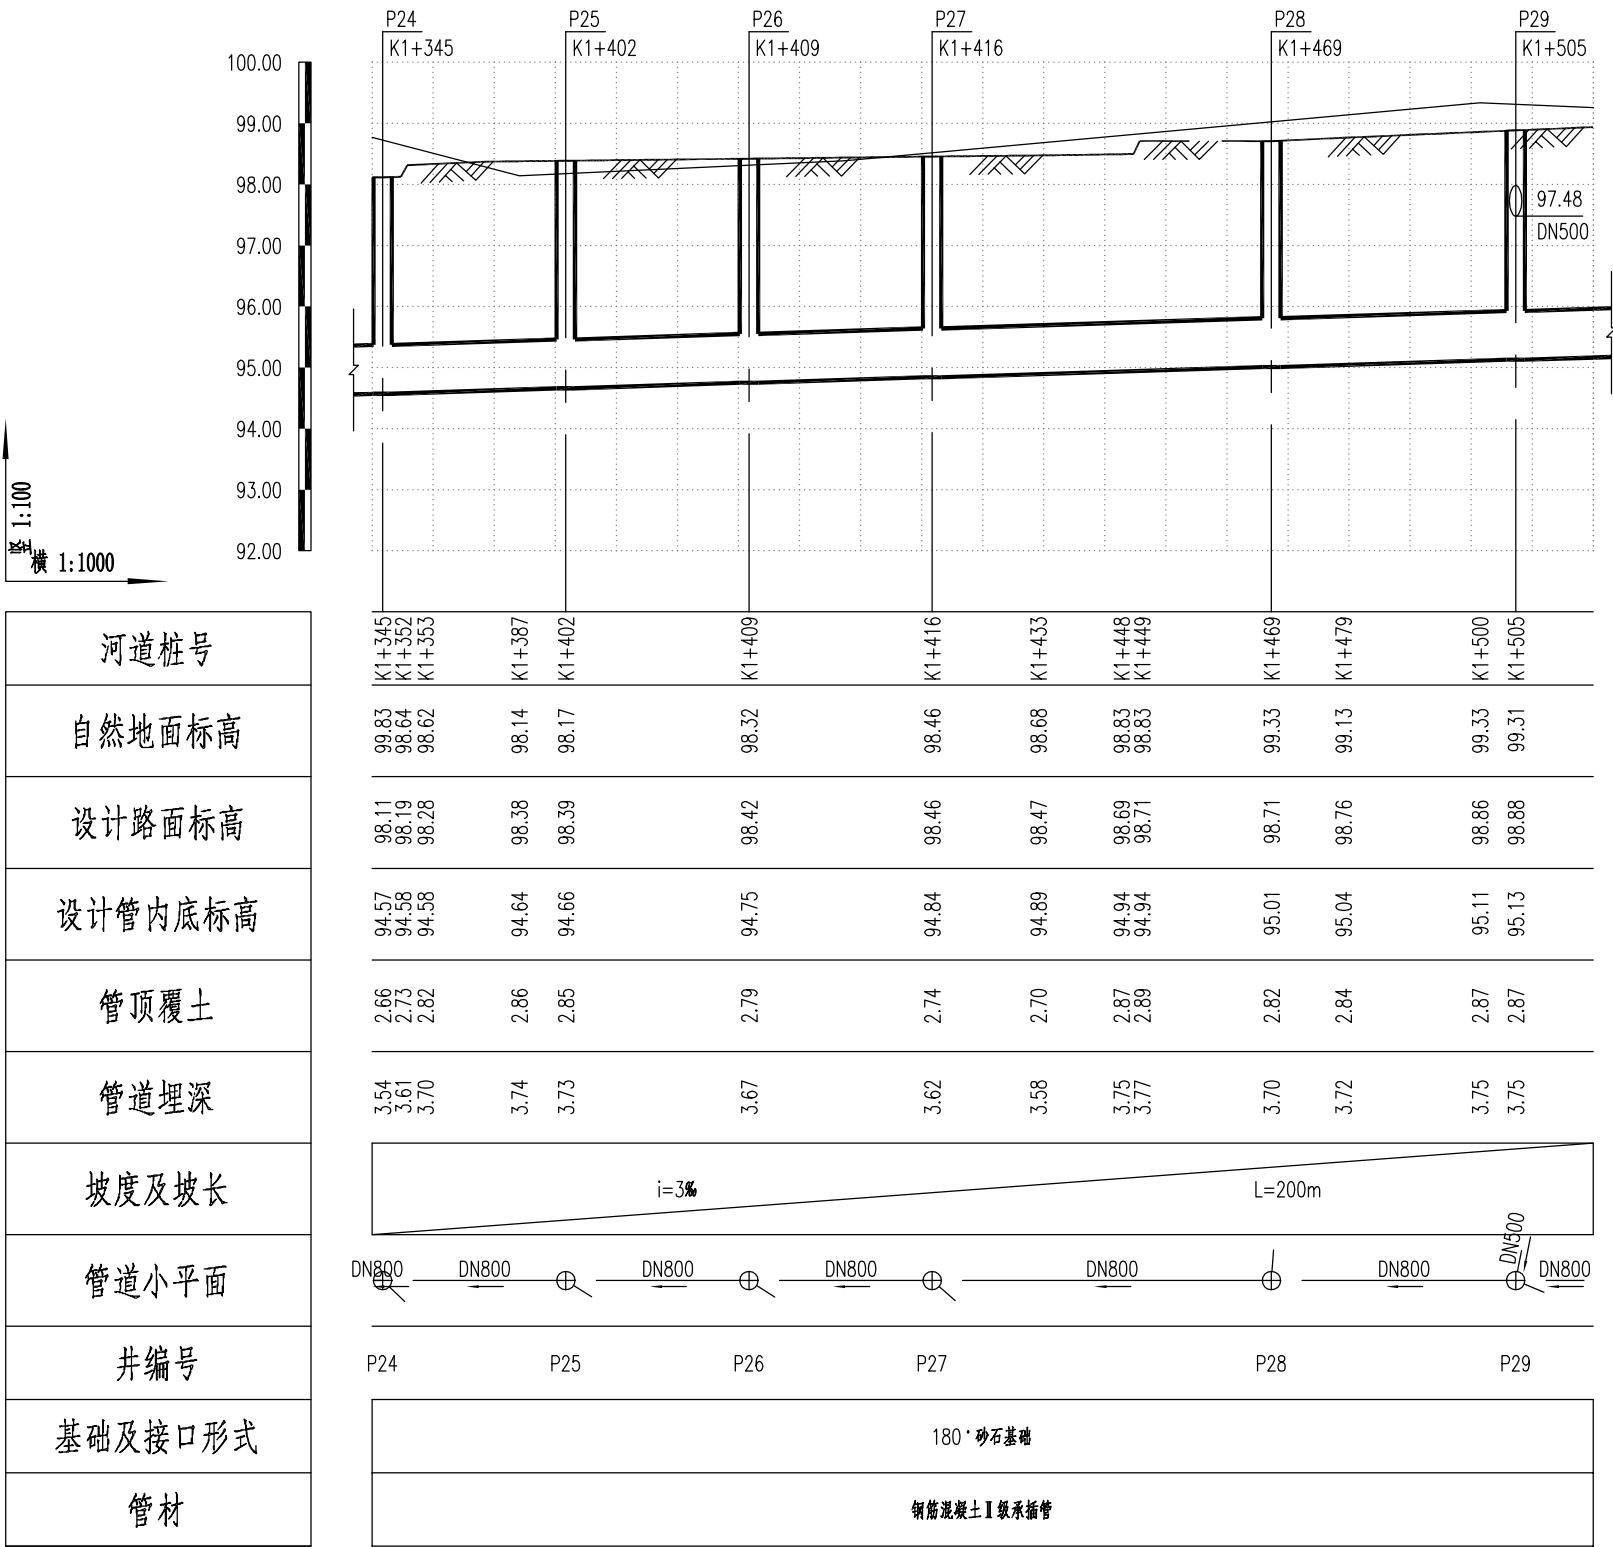 P24 P25 P26 P27 P28 P29
K1+345 K1+402 K1+409 K1+416 K1+469 K1+505
100.00
99.00
98.00
97.48
DN500
97.00
96.00
95.00
94.00
93.00
92.00
竖 1:100
横 1:1000
河道桩号 K1+345 K1+352 K1+353 K1+387 K1+402 K1+409 K1+416 K1+433 K1+448 K1+449 K1+469 K1+479 K1+500 K1+505
自然地面标高 99.83 98.64 98.62 98.14 98.17 98.32 98.46 98.68 98.83 98.83 99.33 99.13 99.33 99.31
设计路面标高 98.11 98.19 98.28 98.38 98.39 98.42 98.46 98.47 98.69 98.71 98.71 98.76 98.86 98.88
设计管内底标高 94.57 94.58 94.58 94.64 94.66 94.75 94.84 94.89 94.94 94.94 95.01 95.04 95.11 95.13
管顶覆土 2.66 2.73 2.82 2.86 2.85 2.79 2.74 2.70 2.87 2.89 2.82 2.84 2.87 2.87
管道埋深 3.54 3.61 3.70 3.74 3.73 3.67 3.62 3.58 3.75 3.77 3.70 3.72 3.75 3.75
坡度及坡长 i=3‰ L=200m
DN500
管道小平面 DN800 DN800 DN800 DN800 DN800 DN800 DN800
井编号 P24 P25 P26 P27 P28 P29
基础及接口形式 180°砂石基础
管材 钢筋混凝土Ⅱ级承插管